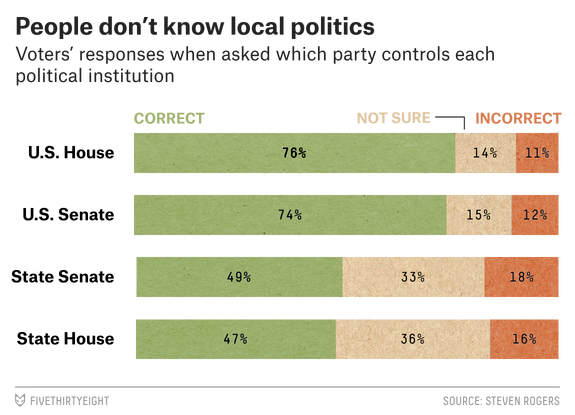 People don’t know local politics
Voters’ responses when asked which party controls each
political institution
CORRECT NOT SURE INCORRECT
U.S. House 76% 14% 11%
U.S. Senate 74% 15% 12%
State Senate 49% 33% 18%
State House 47% 36% 16%
FIVETHIRTYEIGHT SOURCE: STEVEN ROGERS